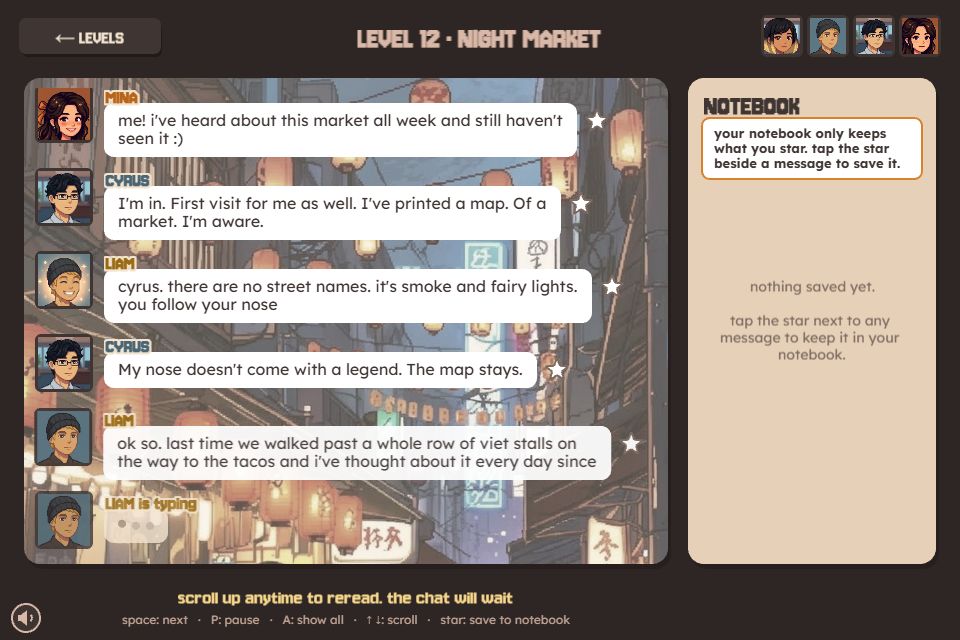 ← LEVELS
LEVEL 12 · NIGHT MARKET
MINA
me! i've heard about this market all week and still haven't
seen it :)
CYRUS
I'm in. First visit for me as well. I've printed a map. Of a
market. I'm aware.
LIAM
cyrus. there are no street names. it's smoke and fairy lights.
you follow your nose
CYRUS
My nose doesn't come with a legend. The map stays.
LIAM
ok so. last time we walked past a whole row of viet stalls on
the way to the tacos and i've thought about it every day since
LIAM is typing
NOTEBOOK
your notebook only keeps
what you star. tap the star
beside a message to save it.
nothing saved yet.
tap the star next to any
message to keep it in your
notebook.
scroll up anytime to reread. the chat will wait
space: next · P: pause · A: show all · ↑↓: scroll · star: save to notebook